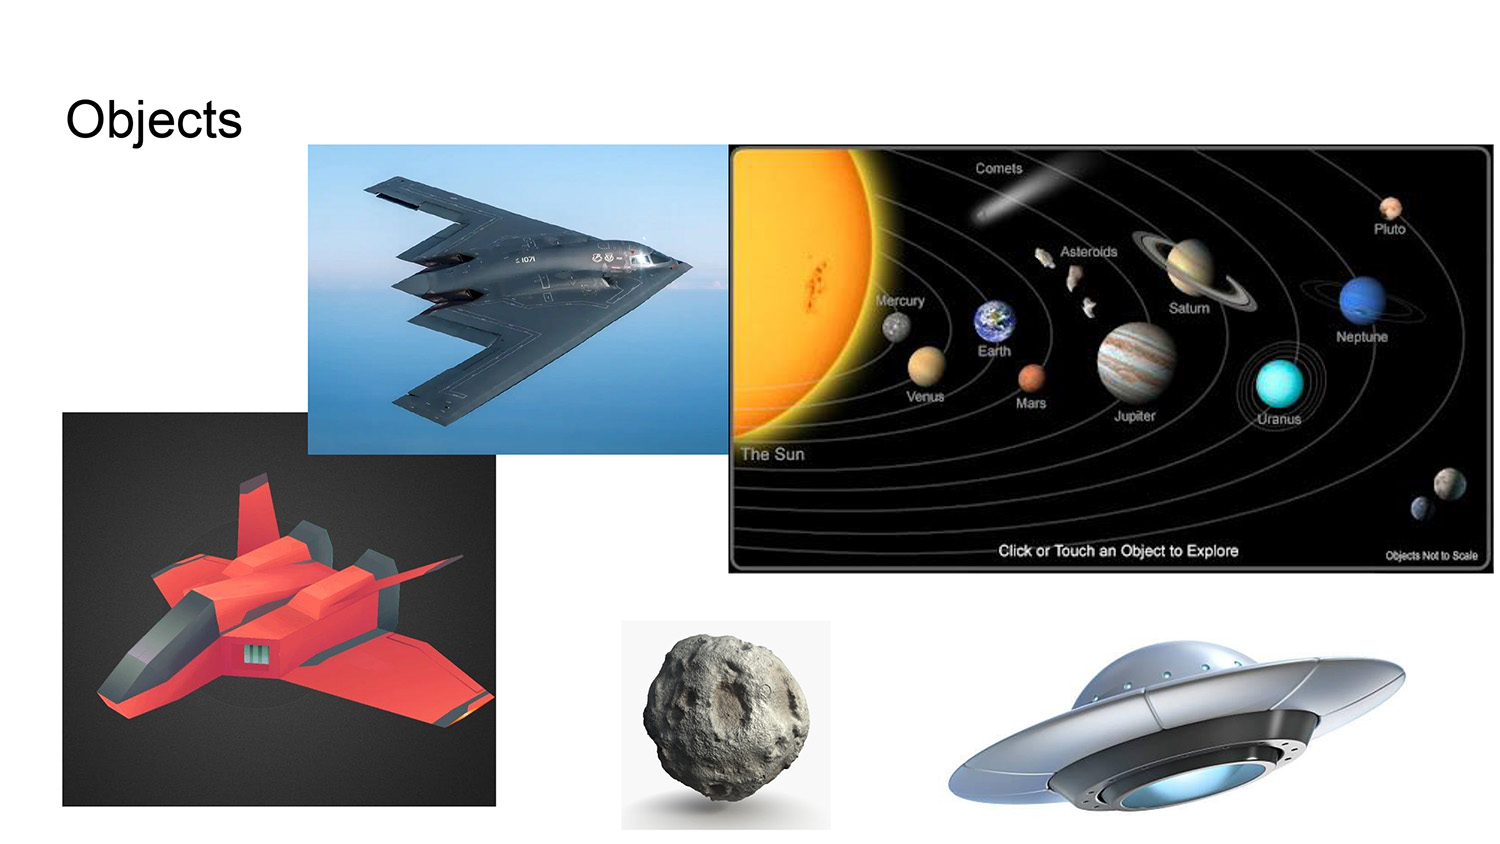 Objects
1071
Comets
Pluto
Asteroids
Mercury
Saturn
Earth
Neptune
Venus
Mars
Jupiter
Uranus
The Sun
Click or Touch an Object to Explore
Objects Not to Scale